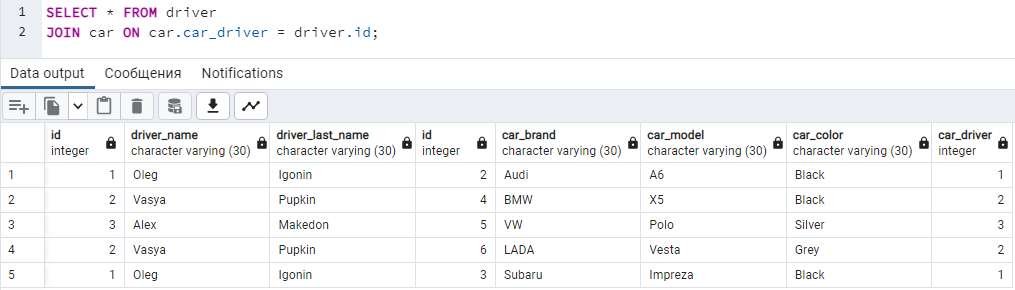 1 SELECT * FROM driver
2 JOIN car ON car.car_driver = driver.id;
Data output Сообщения Notifications
id driver_name driver_last_name id car_brand car_model car_color car_driver
integer character varying (30) character varying (30) integer character varying (30) character varying (30) character varying (30) integer
1 1 Oleg Igonin 2 Audi A6 Black 1
2 2 Vasya Pupkin 4 BMW X5 Black 2
3 3 Alex Makedon 5 VW Polo Silver 3
4 2 Vasya Pupkin 6 LADA Vesta Grey 2
5 1 Oleg Igonin 3 Subaru Impreza Black 1